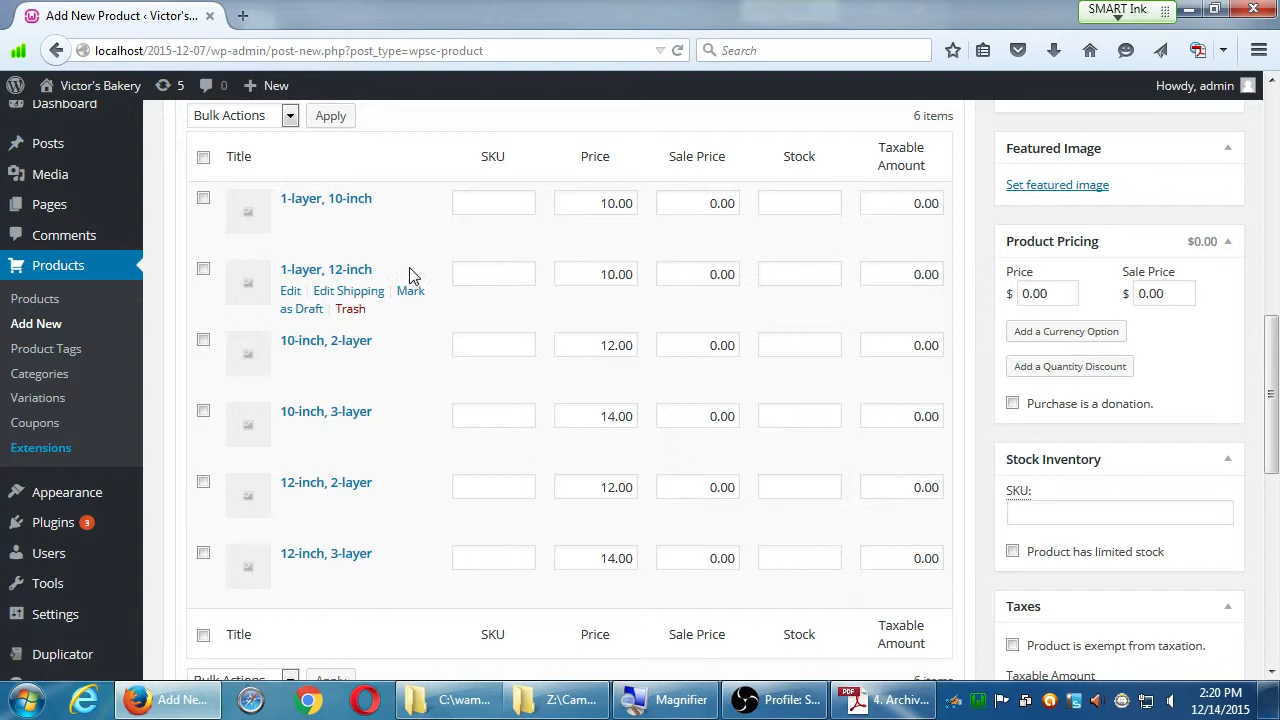 SMART Ink
Add New Product ‹ Victor's...
localhost/2015-12-07/wp-admin/post-new.php?post_type=wpsc-product
Search
Victor's Bakery 5 0 New Howdy, admin
Dashboard
Posts
Media
Pages
Comments
Products
Products
Add New
Product Tags
Categories
Variations
Coupons
Extensions
Appearance
Plugins 3
Users
Tools
Settings
Duplicator
Bulk Actions Apply 6 items
Title SKU Price Sale Price Stock Taxable Amount
1-layer, 10-inch 10.00 0.00 0.00
1-layer, 12-inch 10.00 0.00 0.00
Edit | Edit Shipping | Mark
as Draft | Trash
10-inch, 2-layer 12.00 0.00 0.00
10-inch, 3-layer 14.00 0.00 0.00
12-inch, 2-layer 12.00 0.00 0.00
12-inch, 3-layer 14.00 0.00 0.00
Title SKU Price Sale Price Stock Taxable Amount
Bulk Actions Apply 6 items
Featured Image
Set featured image
Product Pricing $0.00
Price Sale Price
$ 0.00 $ 0.00
Add a Currency Option
Add a Quantity Discount
Purchase is a donation.
Stock Inventory
SKU:
Product has limited stock
Taxes
Product is exempt from taxation.
Taxable Amount
Add Ne... C:\wam... Z:\Cam... Magnifier Profile: S... PDF 4. Archiv...
2:20 PM
12/14/2015